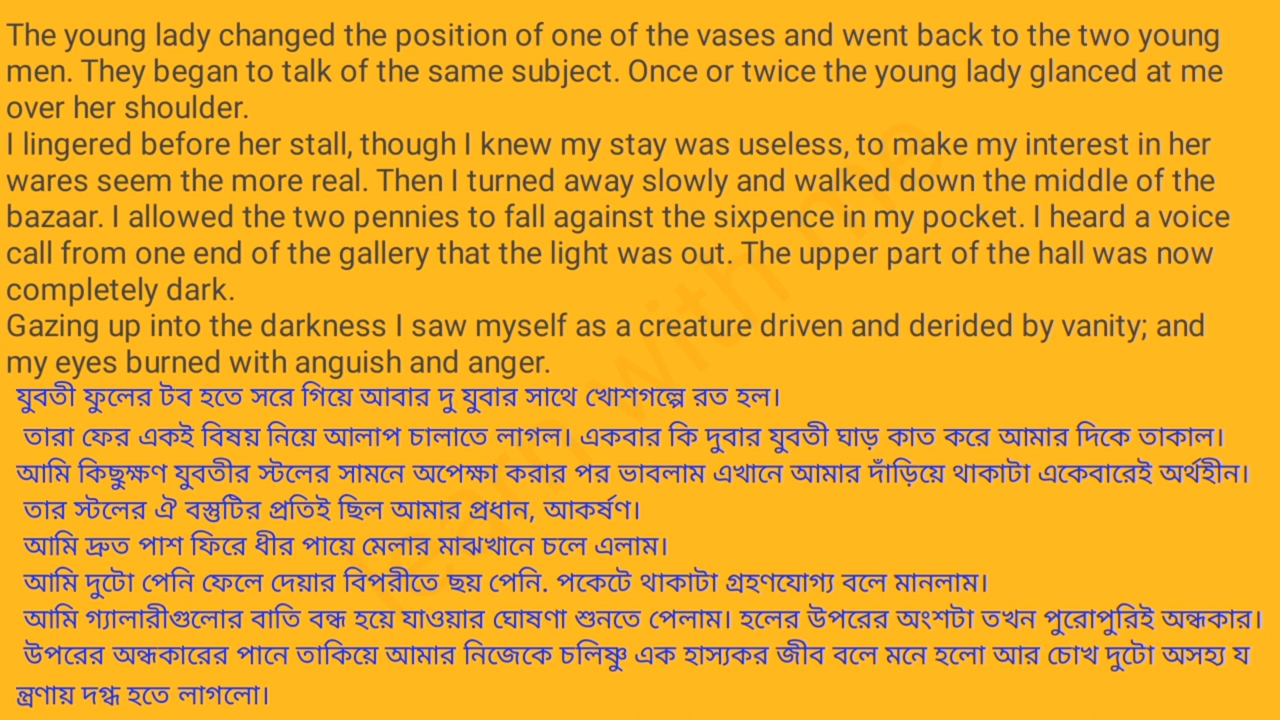 The young lady changed the position of one of the vases and went back to the two young
men. They began to talk of the same subject. Once or twice the young lady glanced at me
over her shoulder.
I lingered before her stall, though I knew my stay was useless, to make my interest in her
wares seem the more real. Then I turned away slowly and walked down the middle of the
bazaar. I allowed the two pennies to fall against the sixpence in my pocket. I heard a voice
call from one end of the gallery that the light was out. The upper part of the hall was now
completely dark.
Gazing up into the darkness I saw myself as a creature driven and derided by vanity; and
my eyes burned with anguish and anger.
যুবতী ফুলের টব হতে সরে গিয়ে আবার দু যুবার সাথে খোশগল্পে রত হল।
তারা ফের একই বিষয় নিয়ে আলাপ চালাতে লাগল। একবার কি দুবার যুবতী ঘাড় কাত করে আমার দিকে তাকাল।
আমি কিছুক্ষণ যুবতীর স্টলের সামনে অপেক্ষা করার পর ভাবলাম এখানে আমার দাঁড়িয়ে থাকাটা একেবারেই অর্থহীন।
তার স্টলের ঐ বস্তুটির প্রতিই ছিল আমার প্রধান, আকর্ষণ।
আমি দ্রুত পাশ ফিরে ধীর পায়ে মেলার মাঝখানে চলে এলাম।
আমি দুটো পেনি ফেলে দেয়ার বিপরীতে ছয় পেনি. পকেটে থাকাটা গ্রহণযোগ্য বলে মানলাম।
আমি গ্যালারীগুলোর বাতি বন্ধ হয়ে যাওয়ার ঘোষণা শুনতে পেলাম। হলের উপরের অংশটা তখন পুরোপুরিই অন্ধকার।
উপরের অন্ধকারের পানে তাকিয়ে আমার নিজেকে চলিষ্ণু এক হাস্যকর জীব বলে মনে হলো আর চোখ দুটো অসহ্য য
ন্ত্রণায় দগ্ধ হতে লাগলো।
learn with me